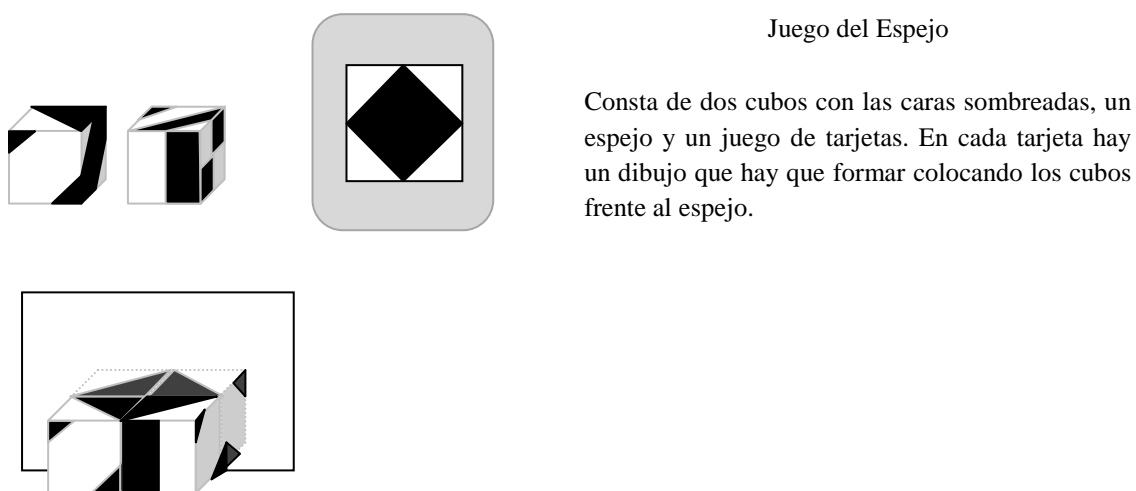 Juego del Espejo
Consta de dos cubos con las caras sombreadas, un
espejo y un juego de tarjetas. En cada tarjeta hay
un dibujo que hay que formar colocando los cubos
frente al espejo.